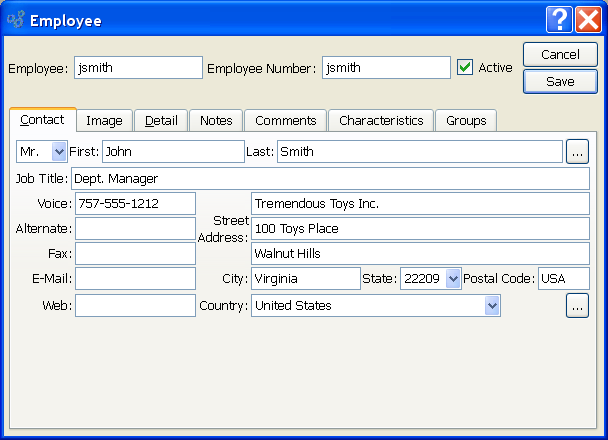 Employee
Employee: jsmith Employee Number: jsmith Active
Cancel
Save
Contact Image Detail Notes Comments Characteristics Groups
Mr. First: John Last: Smith ...
Job Title: Dept. Manager
Voice: 757-555-1212 Tremendous Toys Inc.
Alternate: Street Address: 100 Toys Place
Fax: Walnut Hills
E-Mail: City: Virginia State: 22209 Postal Code: USA
Web: Country: United States ...